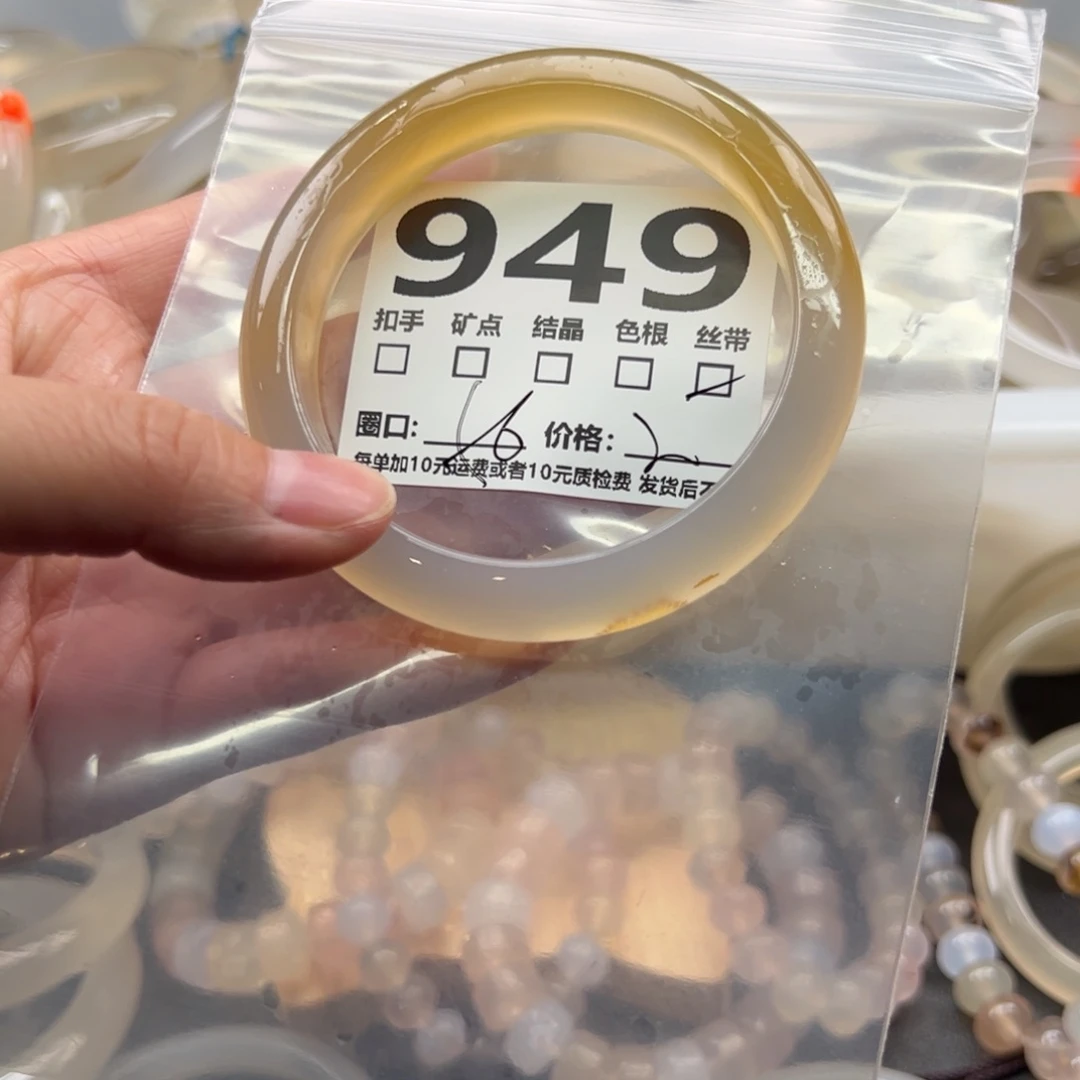 949
扣手 矿点 结晶 色根 丝带
圈口: 56 价格:
每单加10元运费或者10元质检费 发货后不